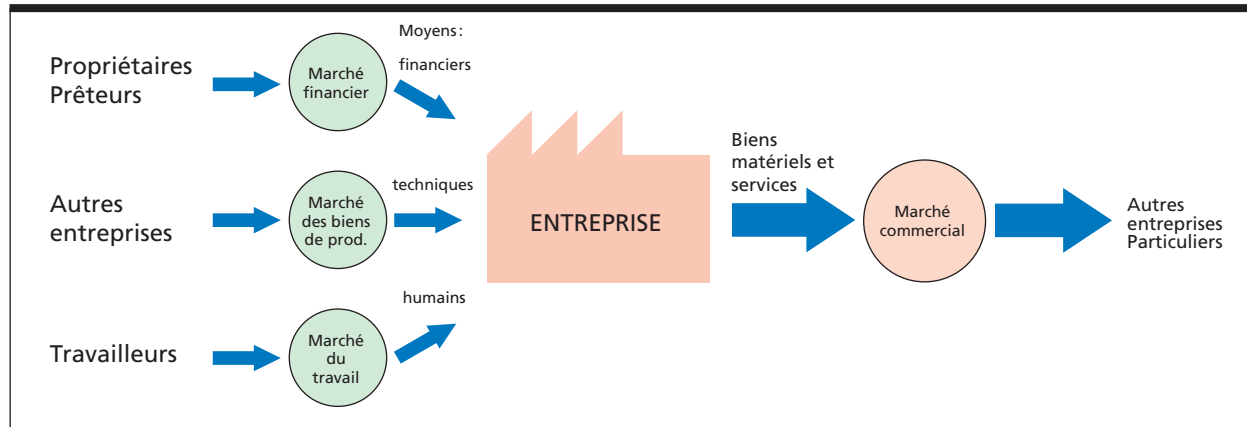 Propriétaires
Prêteurs
Marché
financier
Moyens:
financiers
Autres
entreprises
Marché
des biens
de prod.
techniques
Travailleurs
Marché
du
travail
humains
ENTREPRISE
Biens
matériels et
services
Marché
commercial
Autres
entreprises
Particuliers